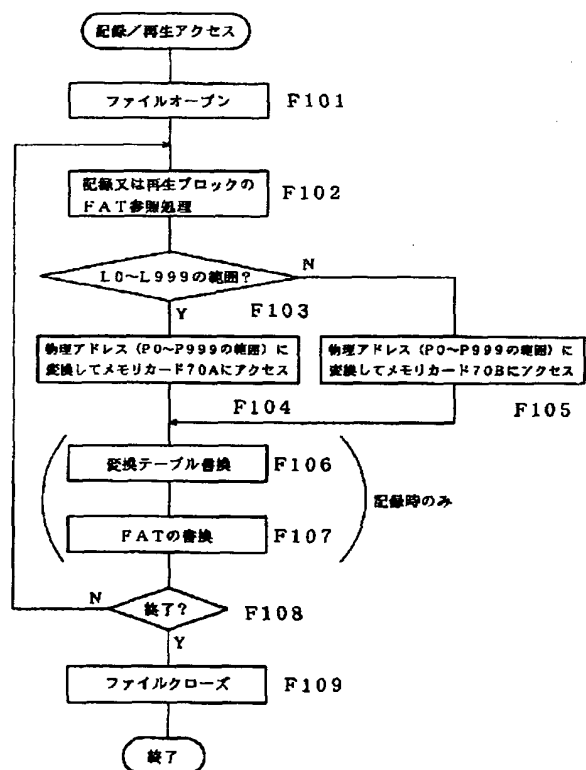 記録／再生アクセス
ファイルオープン
F101
記録又は再生ブロックの
FAT参照処理
F102
L0～L999の範囲？
N
F103
Y
物理アドレス（P0～P999の範囲）に
変換してメモリカード70Aにアクセス
物理アドレス（P0～P999の範囲）に
変換してメモリカード70Bにアクセス
F104
F105
変換テーブル書換
F106
記録時のみ
FATの書換
F107
N
終了？
F108
Y
ファイルクローズ
F109
終了